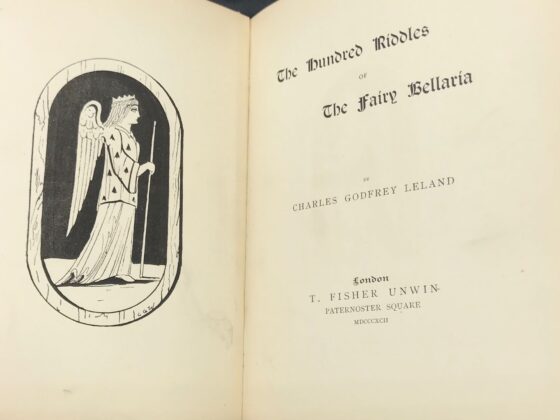 The Hundred Riddles
OF
The Fairy Bellaria
BY
CHARLES GODFREY LELAND
London
T. FISHER UNWIN
PATERNOSTER SQUARE
MDCCCXCII